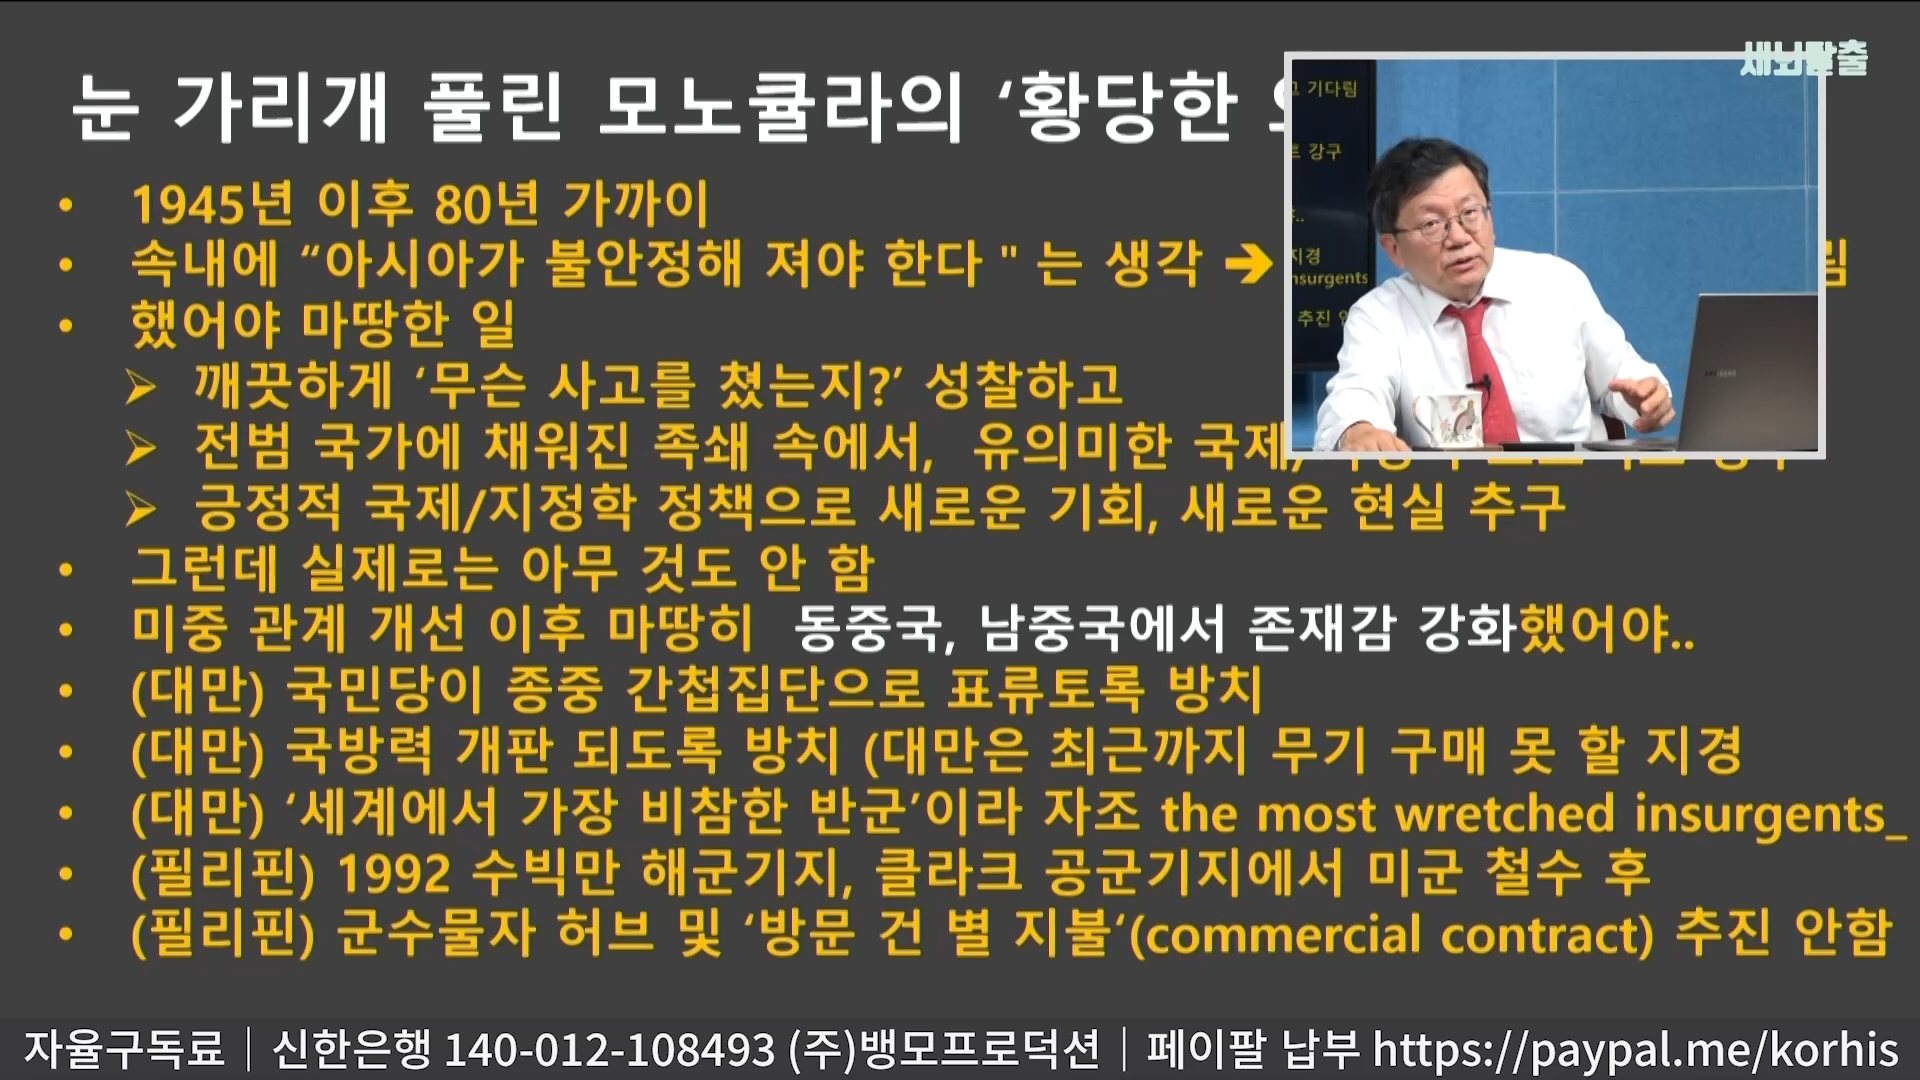 눈 가리개 풀린 모노큘라의 ‘황당한
세뇌탈출
• 1945년 이후 80년 가까이
• 속내에 “아시아가 불안정해 져야 한다 " 는 생각 ➔ 림
• 했어야 마땅한 일
➢ 깨끗하게 ‘무슨 사고를 쳤는지?’ 성찰하고
➢ 전범 국가에 채워진 족쇄 속에서, 유의미한 국제/
➢ 긍정적 국제/지정학 정책으로 새로운 기회, 새로운 현실 추구
• 그런데 실제로는 아무 것도 안 함
• 미중 관계 개선 이후 마땅히 동중국, 남중국에서 존재감 강화했어야..
• (대만) 국민당이 종중 간첩집단으로 표류토록 방치
• (대만) 국방력 개판 되도록 방치 (대만은 최근까지 무기 구매 못 할 지경
• (대만) ‘세계에서 가장 비참한 반군’이라 자조 the most wretched insurgents_
• (필리핀) 1992 수빅만 해군기지, 클라크 공군기지에서 미군 철수 후
• (필리핀) 군수물자 허브 및 ‘방문 건 별 지불‘(commercial contract) 추진 안함
고 기다림
트 강구
..
지경
nsurgents
추진 안
자율구독료｜신한은행 140-012-108493 (주)뱅모프로덕션｜페이팔 납부 https://paypal.me/korhis